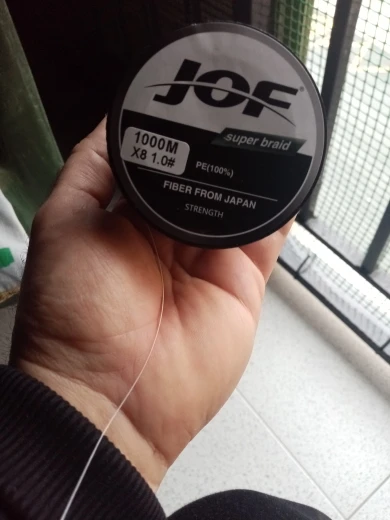 JOF®
super braid
1000M
X8 1.0#
PE(100%)
FIBER FROM JAPAN
STRENGTH